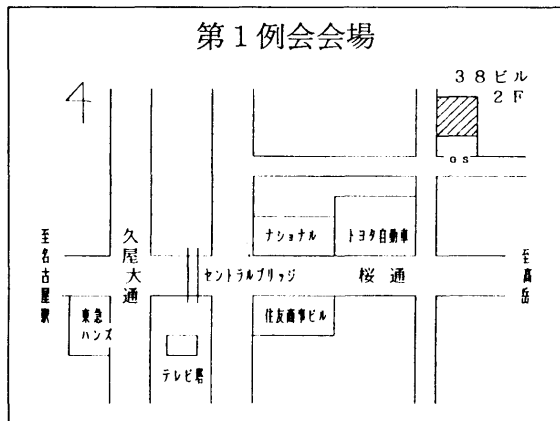 第１例会会場
３８ビル
２Ｆ
GS
ナショナル
トヨタ自動車
至名古屋駅
久屋大通
セントラルブリッジ
桜通
至高岳
東急
ハンズ
住友商事ビル
テレビ塔